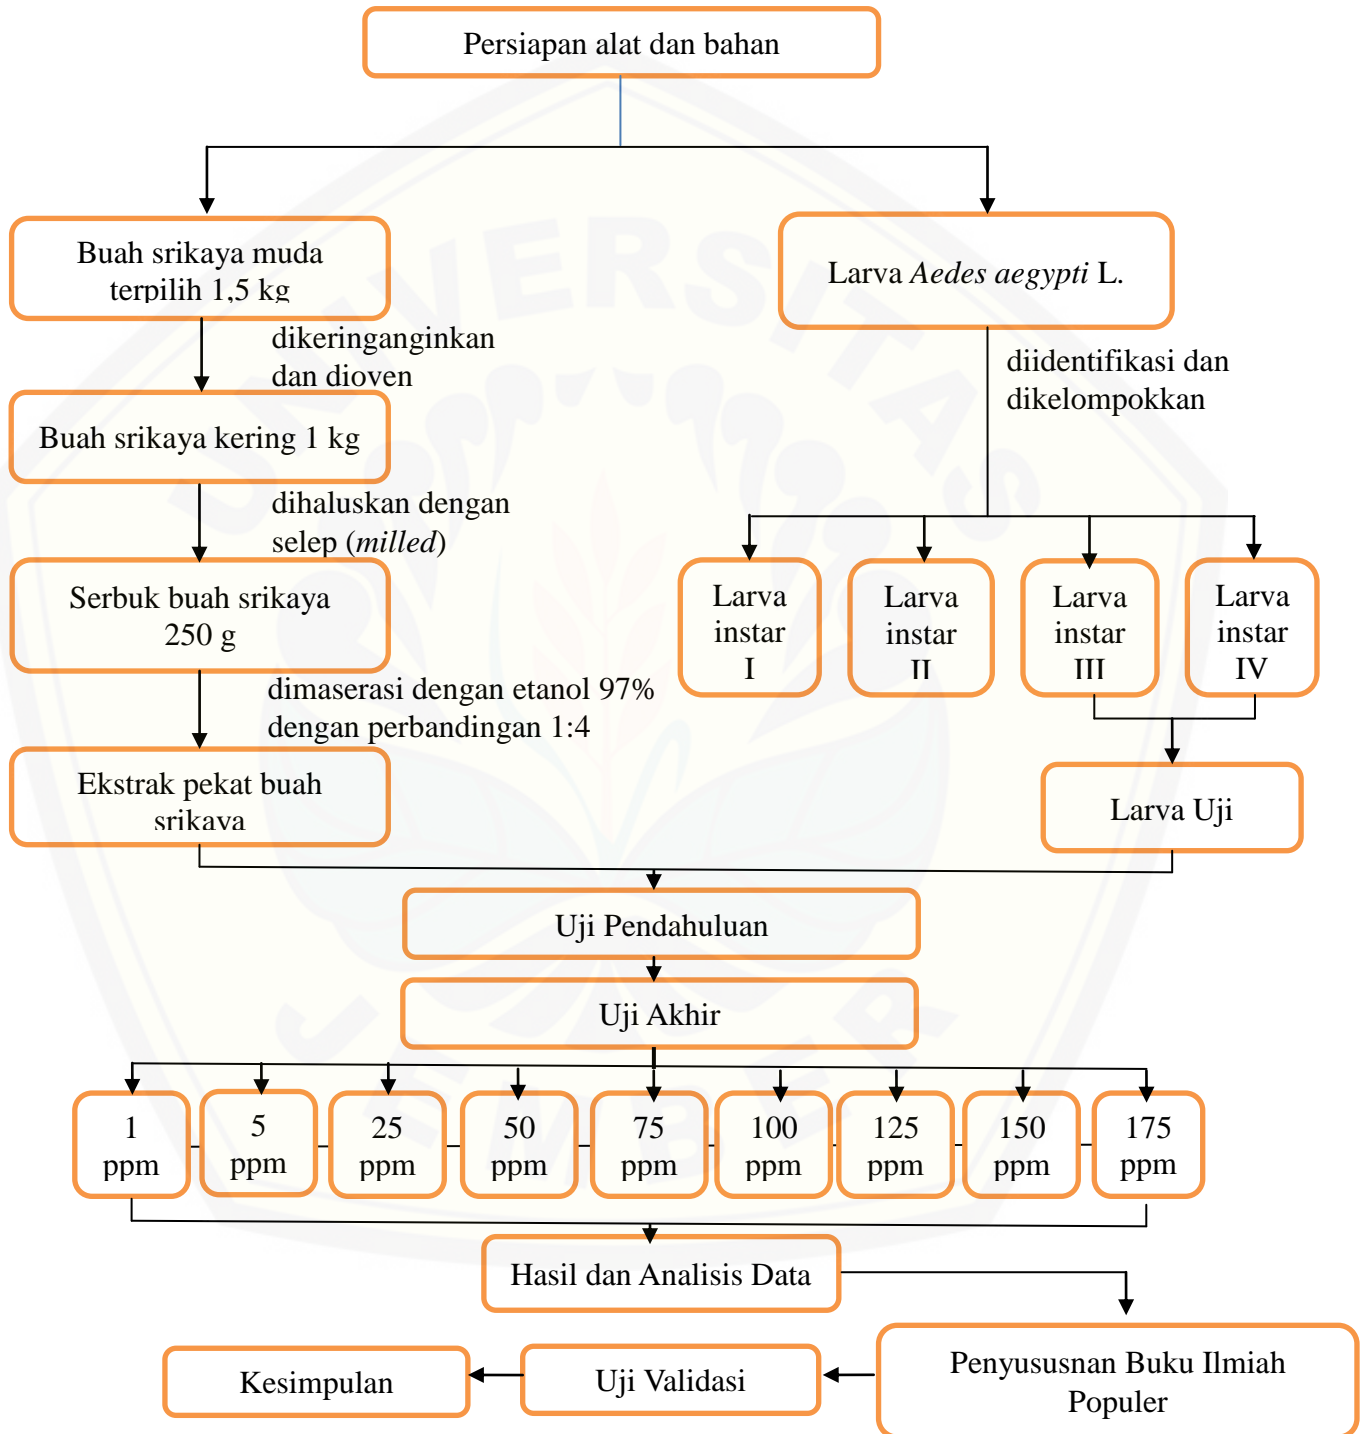 Persiapan alat dan bahan
Buah srikaya muda
terpilih 1,5 kg
Larva Aedes aegypti L.
dikeringanginkan
dan dioven
diidentifikasi dan
dikelompokkan
Buah srikaya kering 1 kg
dihaluskan dengan
selep (milled)
Serbuk buah srikaya
250 g
Larva
instar
I
Larva
instar
II
Larva
instar
III
Larva
instar
IV
dimaserasi dengan etanol 97%
dengan perbandingan 1:4
Ekstrak pekat buah
srikaya
Larva Uji
Uji Pendahuluan
Uji Akhir
1
ppm
5
ppm
25
ppm
50
ppm
75
ppm
100
ppm
125
ppm
150
ppm
175
ppm
Hasil dan Analisis Data
Penyususnan Buku Ilmiah
Populer
Uji Validasi
Kesimpulan
UNIVERSITAS
JEMBER